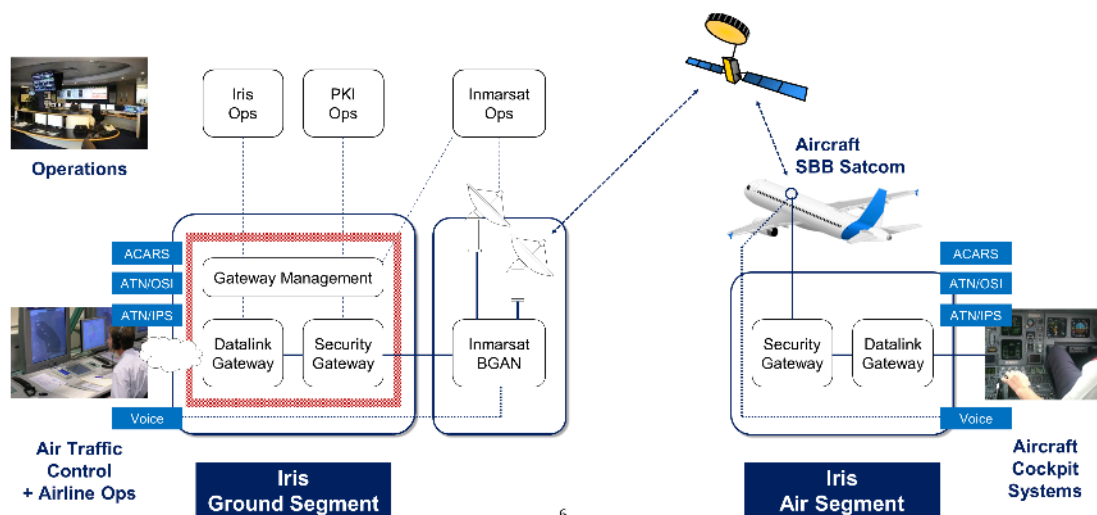 Iris
Ops
PKI
Ops
Inmarsat
Ops
Operations
Aircraft
SBB Satcom
ACARS
ATN/OSI
ATN/IPS
Gateway Management
Datalink
Gateway
Security
Gateway
Inmarsat
BGAN
Voice
Air Traffic
Control
+ Airline Ops
Iris
Ground Segment
ACARS
ATN/OSI
ATN/IPS
Security
Gateway
Datalink
Gateway
Voice
Iris
Air Segment
Aircraft
Cockpit
Systems
6